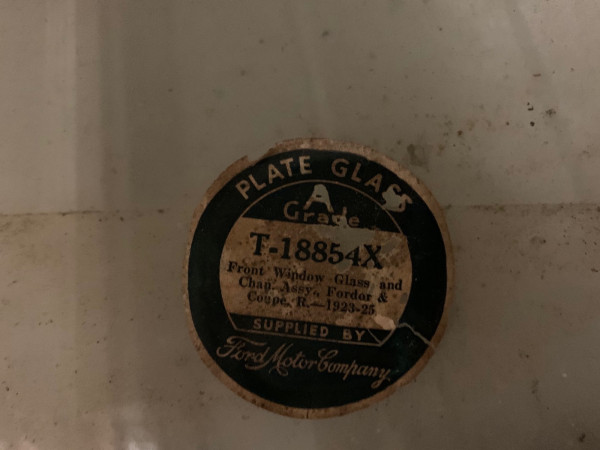 PLATE GLASS
A
Grade
T-18854X
Front Window Glass and
Chan. Assy., Fordor &
Coupe, R.—1923-25
SUPPLIED BY
Ford Motor Company